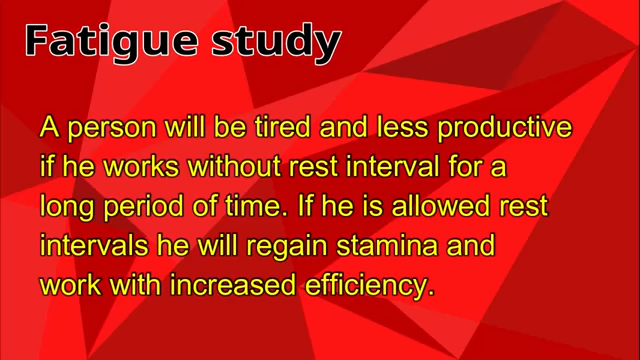 Fatigue study
A person will be tired and less productive
if he works without rest interval for a
long period of time. If he is allowed rest
intervals he will regain stamina and
work with increased efficiency.